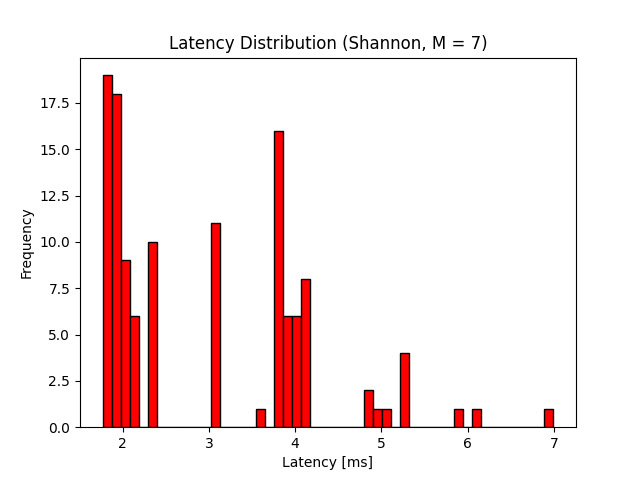 Latency Distribution (Shannon, M = 7)
17.5
15.0
12.5
10.0
7.5
5.0
2.5
0.0
Frequency
2 3 4 5 6 7
Latency [ms]